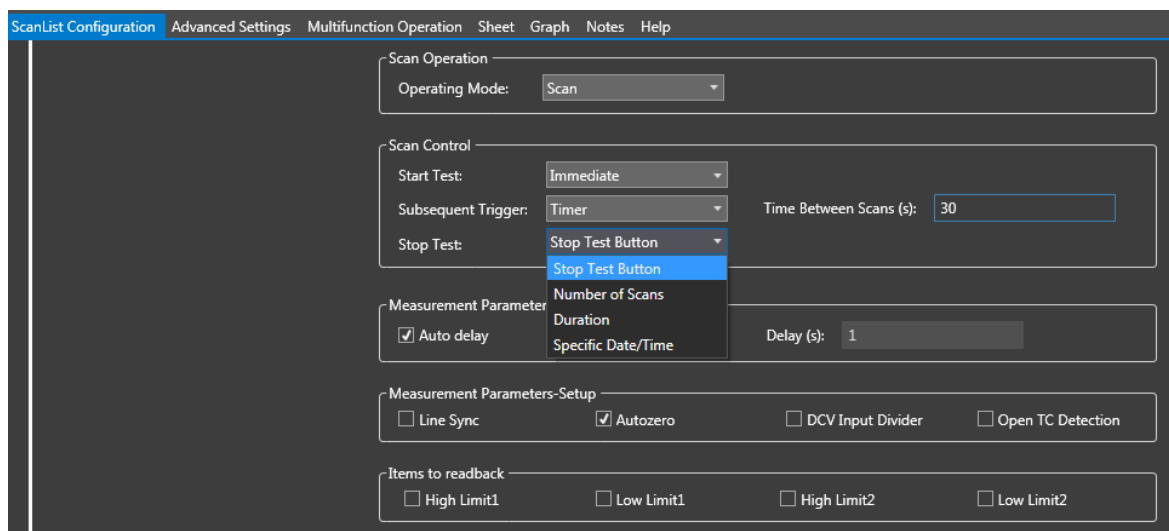 ScanList Configuration Advanced Settings Multifunction Operation Sheet Graph Notes Help
Scan Operation
Operating Mode: Scan
Scan Control
Start Test: Immediate
Subsequent Trigger: Timer Time Between Scans (s): 30
Stop Test: Stop Test Button
Stop Test Button
Number of Scans
Duration
Specific Date/Time
Measurement Parameter
Auto delay Delay (s): 1
Measurement Parameters-Setup
Line Sync Autozero DCV Input Divider Open TC Detection
Items to readback
High Limit1 Low Limit1 High Limit2 Low Limit2